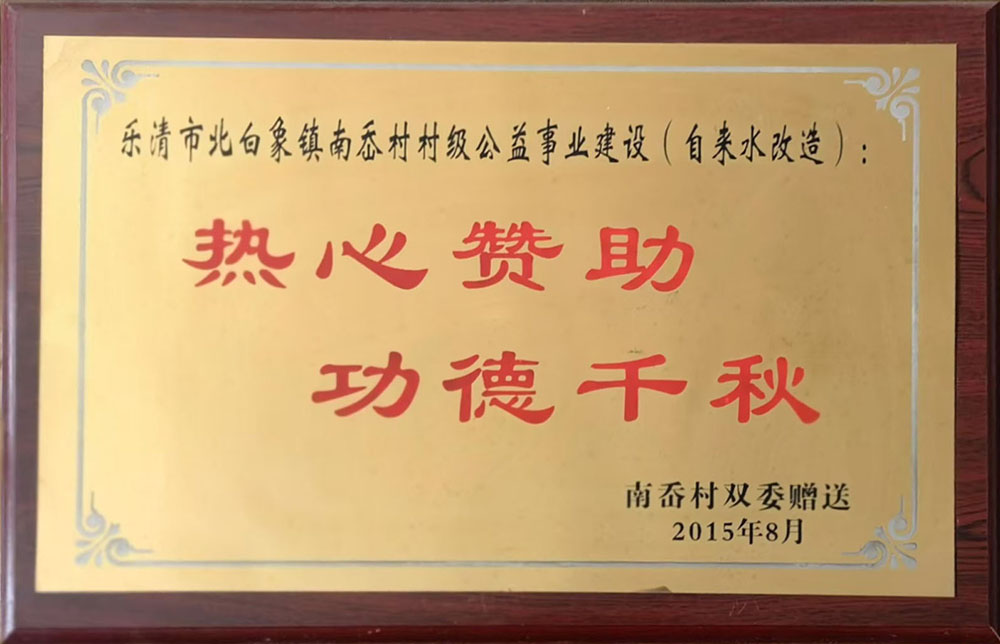 乐清市北白象镇南岙村村级公益事业建设（自来水改造）：
热心赞助
功德千秋
南岙村双委赠送
2015年8月